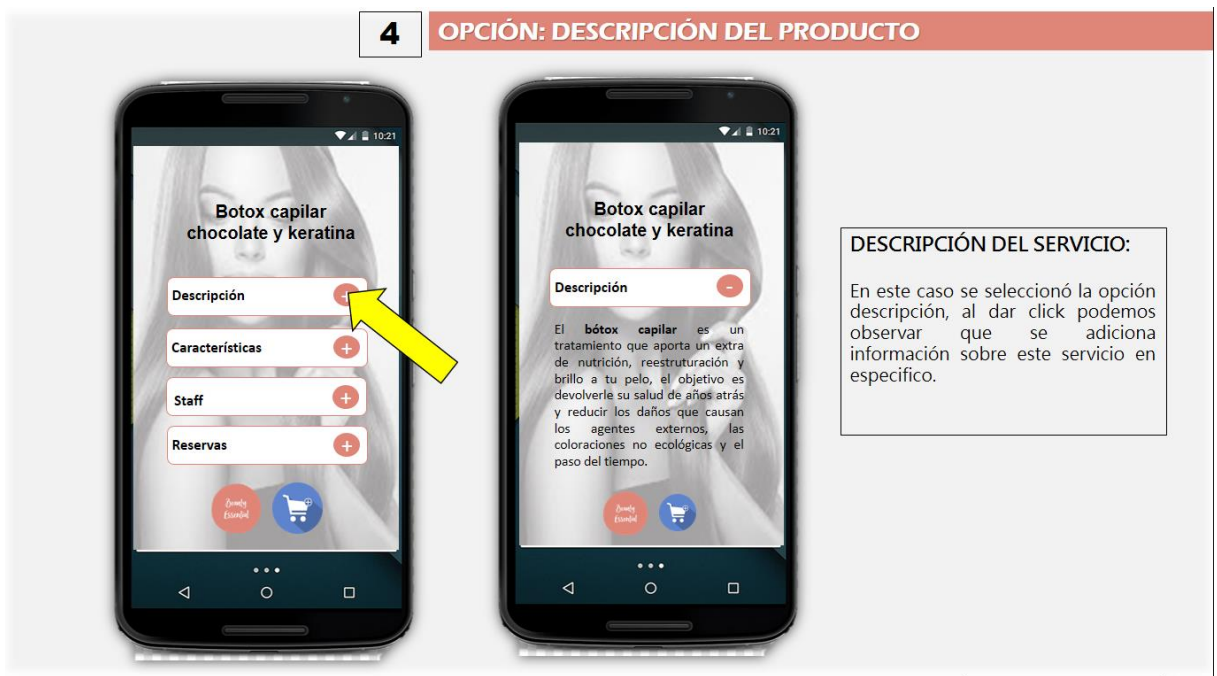 4
OPCIÓN: DESCRIPCIÓN DEL PRODUCTO
10:21
Botox capilar
chocolate y keratina
Descripción
+
Características
+
Staff
+
Reservas
+
Beauty
Essential
10:21
Botox capilar
chocolate y keratina
Descripción
-
El bótox capilar es un
tratamiento que aporta un extra
de nutrición, reestruturación y
brillo a tu pelo, el objetivo es
devolverle su salud de años atrás
y reducir los daños que causan
los agentes externos, las
coloraciones no ecológicas y el
paso del tiempo.
Beauty
Essential
DESCRIPCIÓN DEL SERVICIO:
En este caso se seleccionó la opción
descripción, al dar click podemos
observar que se adiciona
información sobre este servicio en
especifico.